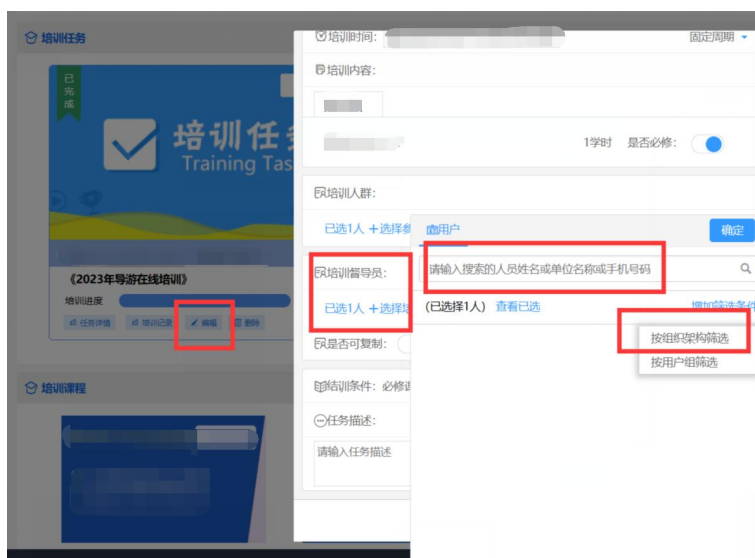 培训任务
已完成
培训任务
Training Tas
《2023年导游在线培训》
培训进度
任务详情 培训记录 编辑 删除
培训课程
培训时间： 固定周期
培训内容：
1学时 是否必修：
培训人群：
已选1人 +选择参
培训督导员：
已选1人 +选择培
是否可复制：
结训条件：必修课
任务描述：
请输入任务描述
用户 确定
请输入搜索的人员姓名或单位名称或手机号码
(已选择1人) 查看已选 增加筛选条件
按组织架构筛选
按用户组筛选